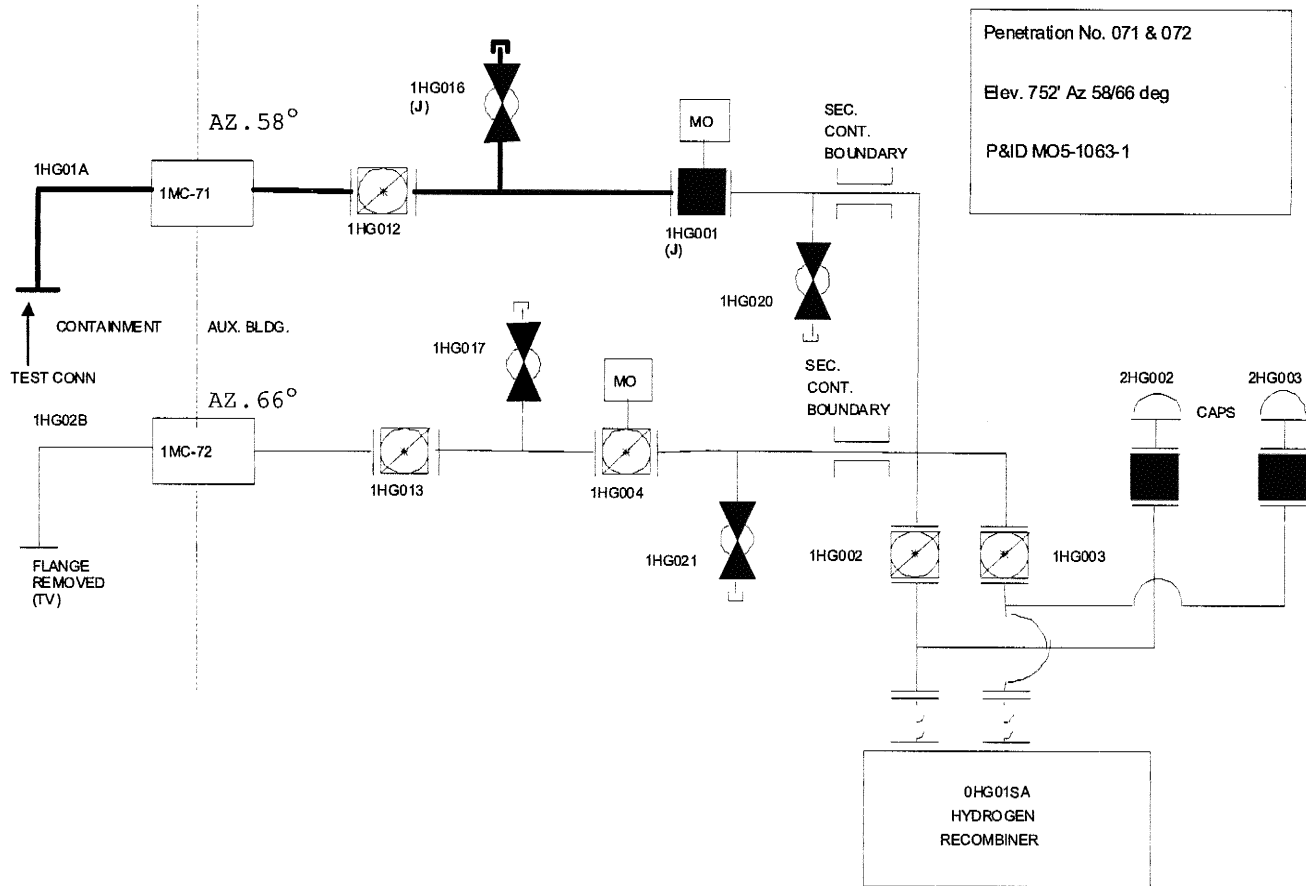 Penetration No. 071 & 072
Elev. 752' Az 58/66 deg
P&ID MO5-1063-1
1HG016
(J)
MO
SEC.
CONT.
BOUNDARY
AZ.58°
1HG01A
1MC-71
1HG012
1HG001
(J)
1HG020
CONTAINMENT
AUX. BLDG.
TEST CONN
1HG017
MO
SEC.
CONT.
BOUNDARY
2HG002
2HG003
CAPS
AZ.66°
1HG02B
1MC-72
1HG013
1HG004
1HG021
1HG002
1HG003
FLANGE
REMOVED
(TV)
0HG01SA
HYDROGEN
RECOMBINER